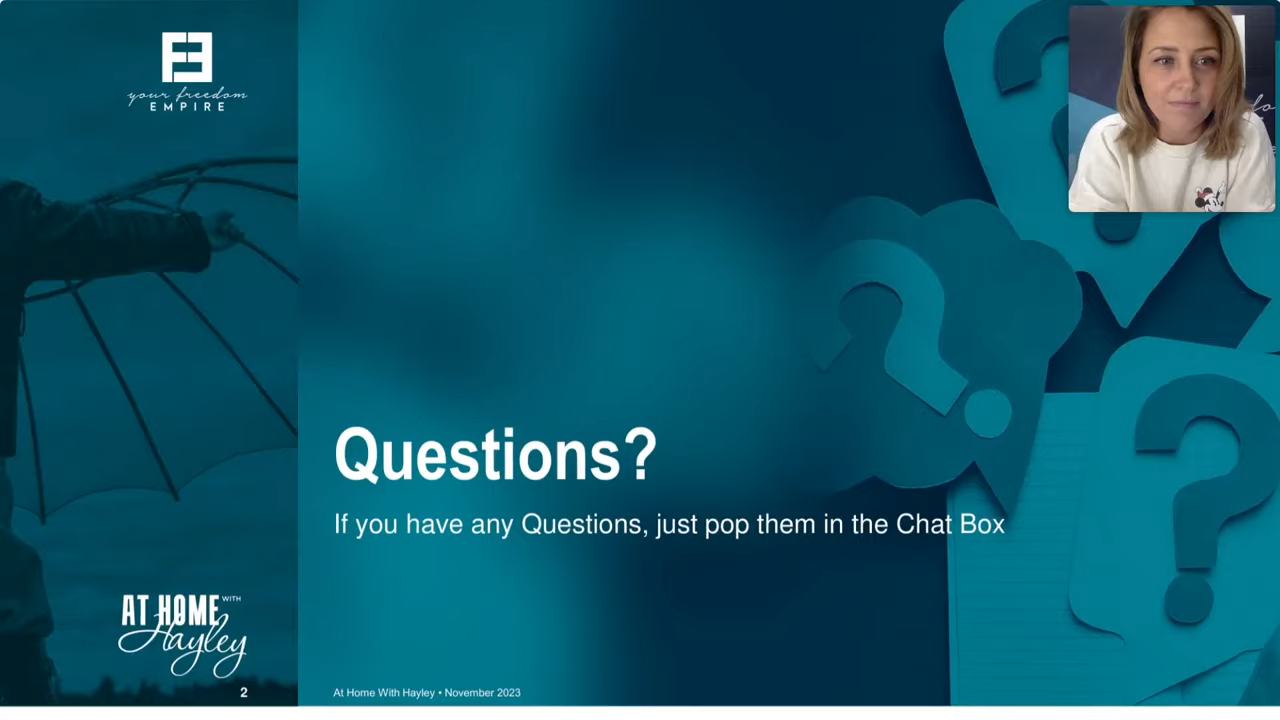 your freedom
EMPIRE
Questions?
If you have any Questions, just pop them in the Chat Box
AT HOME WITH
Hayley
2
At Home With Hayley • November 2023